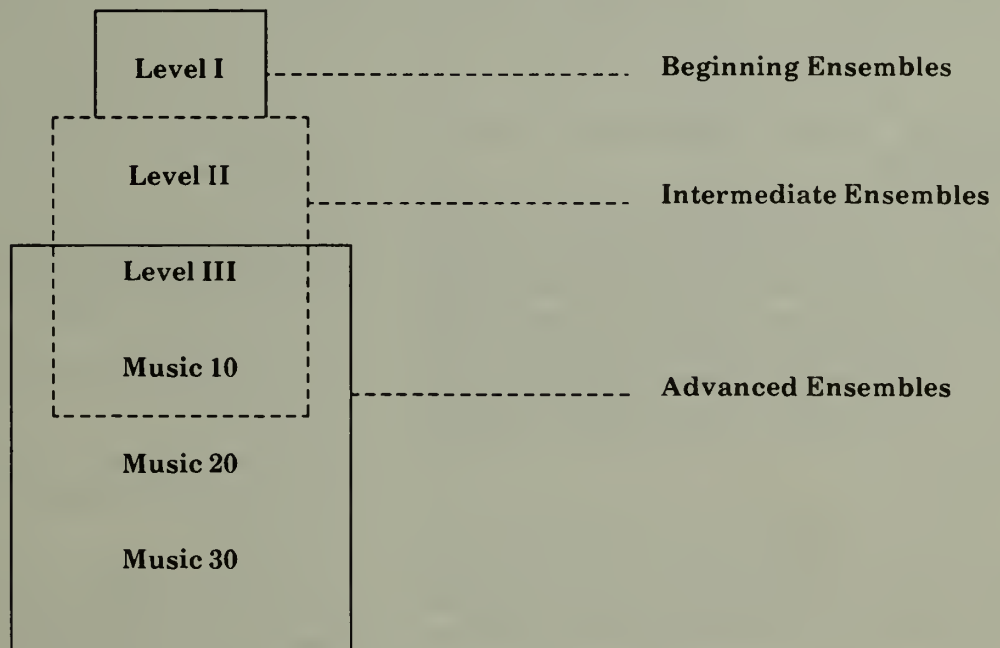 Level I Beginning Ensembles
Level II Intermediate Ensembles
Level III
Music 10 Advanced Ensembles
Music 20
Music 30